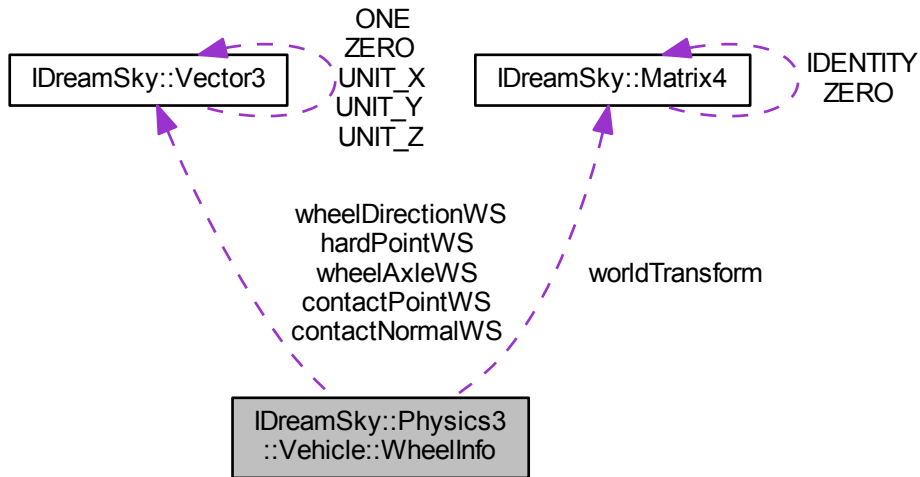 ONE
ZERO
UNIT_X
UNIT_Y
UNIT_Z
IDreamSky::Vector3
IDreamSky::Matrix4
IDENTITY
ZERO
wheelDirectionWS
hardPointWS
wheelAxleWS
contactPointWS
contactNormalWS
worldTransform
IDreamSky::Physics3
::Vehicle::WheelInfo